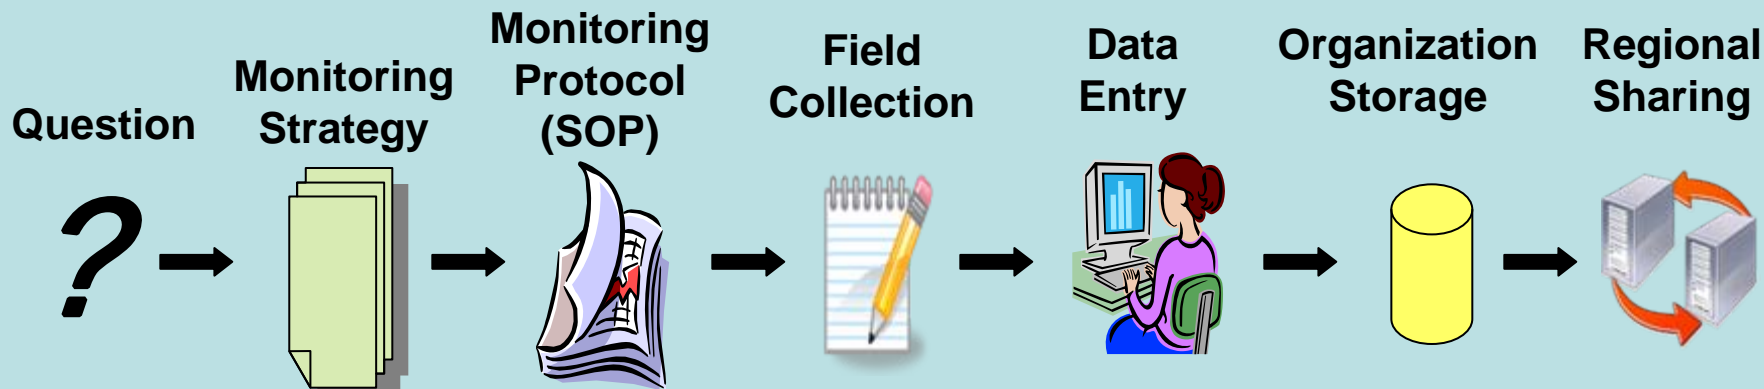 Question
Monitoring
Strategy
Monitoring
Protocol
(SOP)
Field
Collection
Data
Entry
Organization
Storage
Regional
Sharing
?